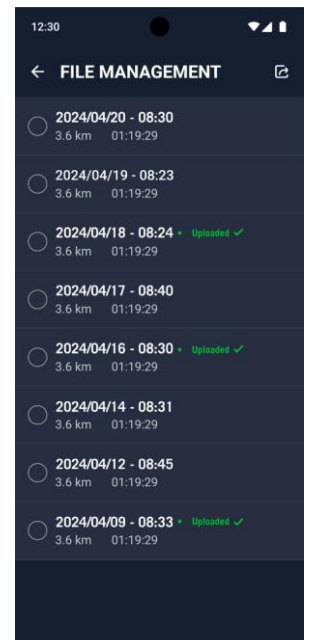 12:30
FILE MANAGEMENT
2024/04/20 - 08:30
3.6 km 01:19:29
2024/04/19 - 08:23
3.6 km 01:19:29
2024/04/18 - 08:24 • Uploaded ✓
3.6 km 01:19:29
2024/04/17 - 08:40
3.6 km 01:19:29
2024/04/16 - 08:30 • Uploaded ✓
3.6 km 01:19:29
2024/04/14 - 08:31
3.6 km 01:19:29
2024/04/12 - 08:45
3.6 km 01:19:29
2024/04/09 - 08:33 • Uploaded ✓
3.6 km 01:19:29